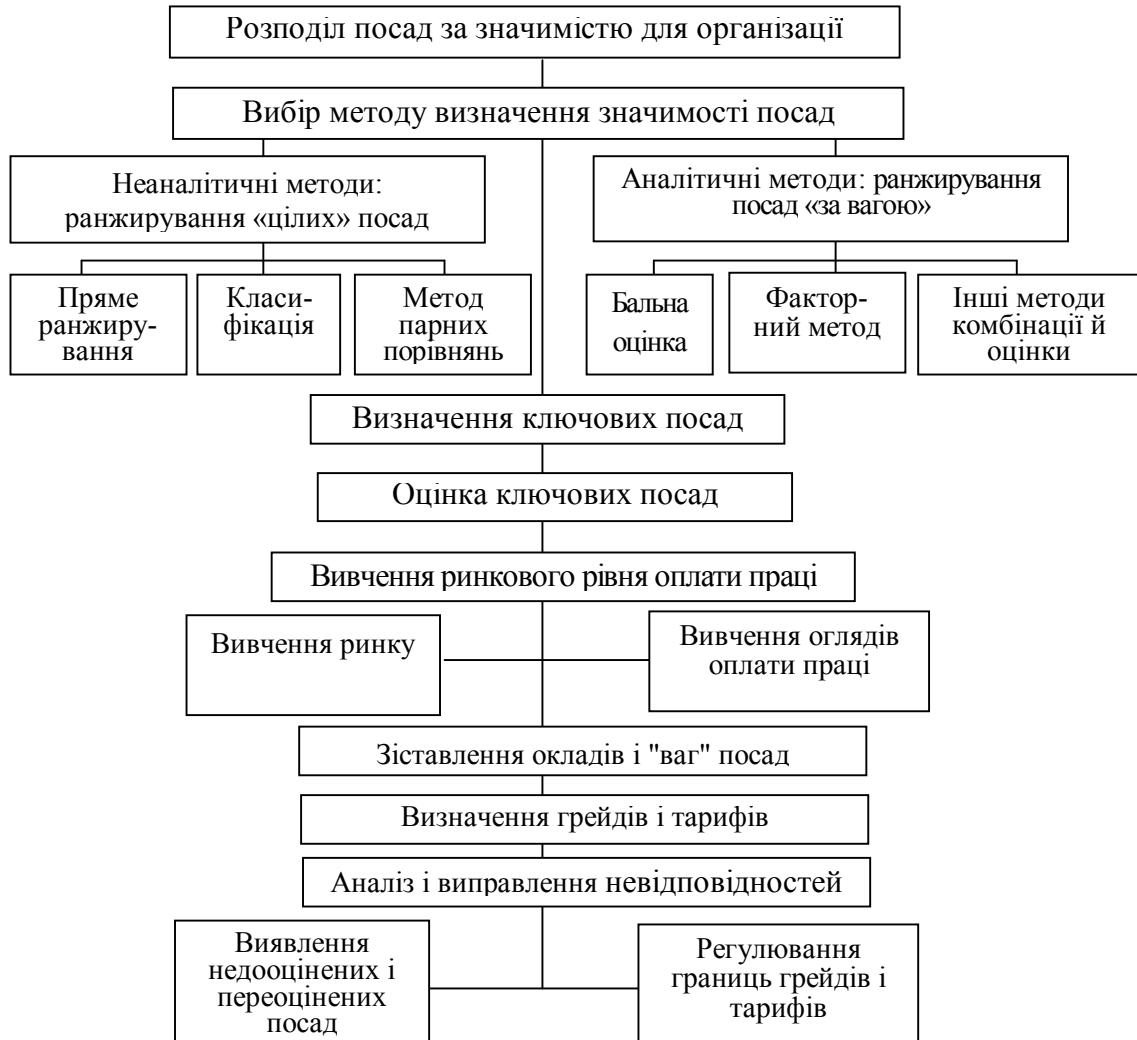 Розподіл посад за значимістю для організації
Вибір методу визначення значимості посад
Неаналітичні методи:
ранжирування «цілих» посад
Аналітичні методи: ранжирування
посад «за вагою»
Пряме
ранжиру-
вання
Класи-
фікація
Метод
парних
порівнянь
Бальна
оцінка
Фактор-
ний метод
Інші методи
комбінації й
оцінки
Визначення ключових посад
Оцінка ключових посад
Вивчення ринкового рівня оплати праці
Вивчення ринку
Вивчення оглядів
оплати праці
Зіставлення окладів і "ваг" посад
Визначення грейдів і тарифів
Аналіз і виправлення невідповідностей
Виявлення
недооцінених і
переоцінених
посад
Регулювання
границь грейдів і
тарифів